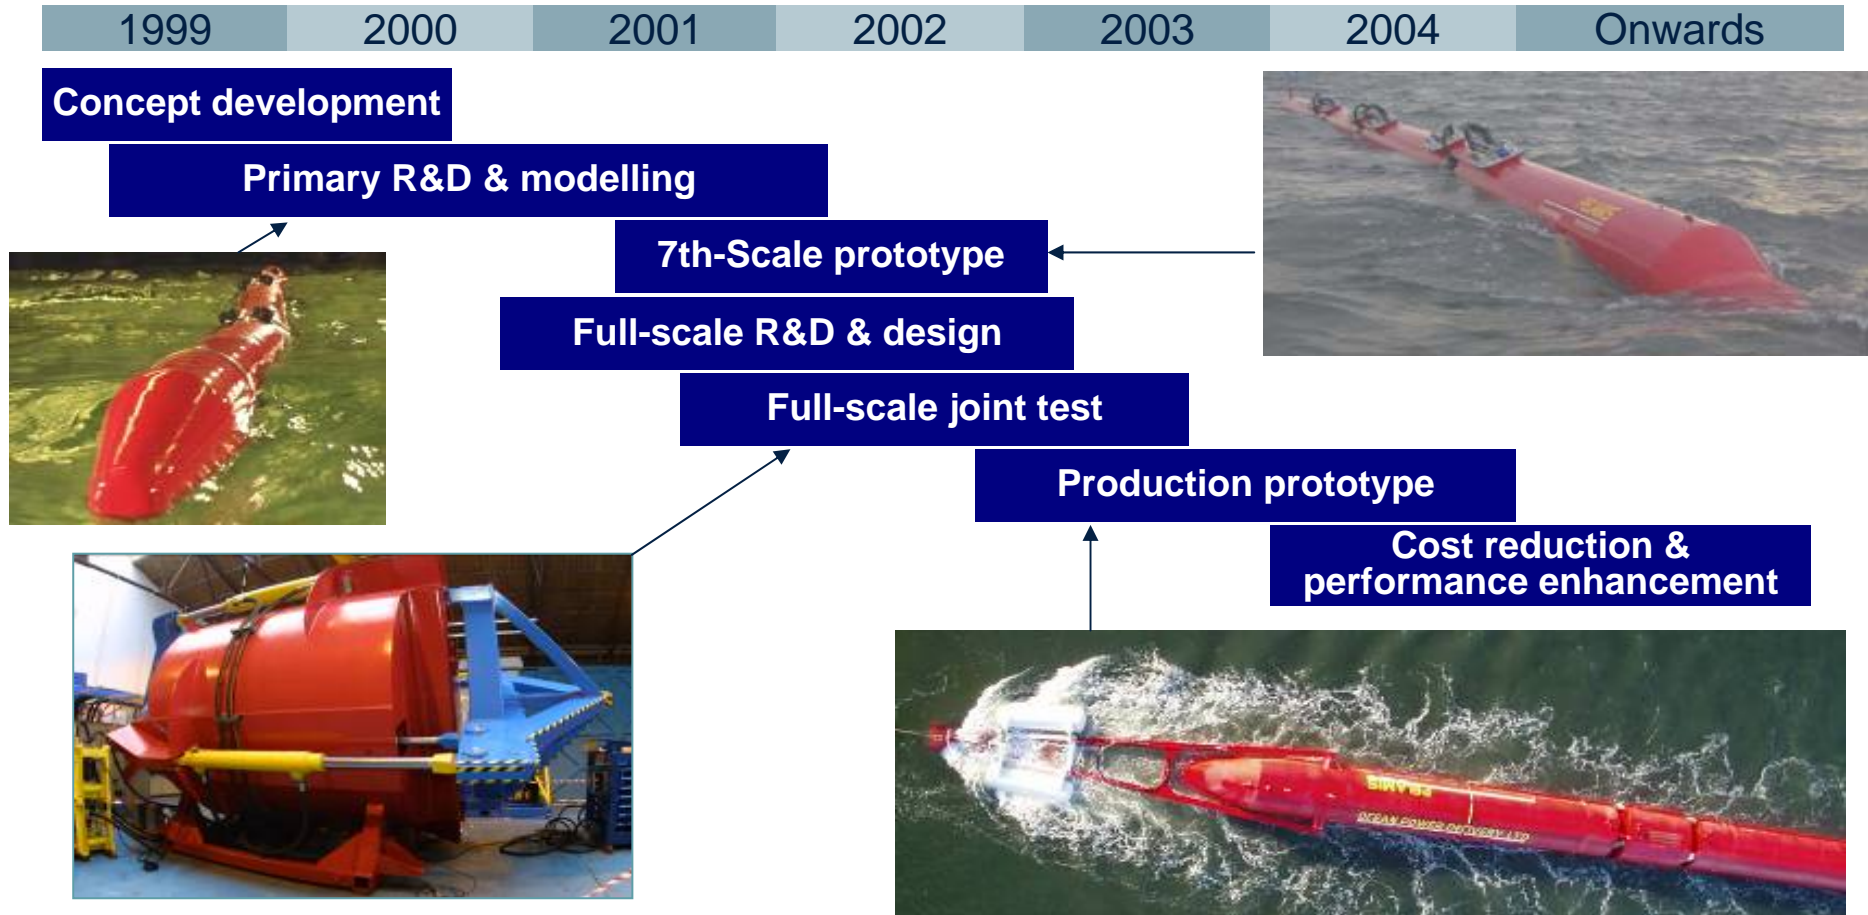 1999 2000 2001 2002 2003 2004 Onwards
Concept development
Primary R&D & modelling
7th-Scale prototype
Full-scale R&D & design
Full-scale joint test
Production prototype
Cost reduction &
performance enhancement
OCEAN POWER DELIVERY LTD